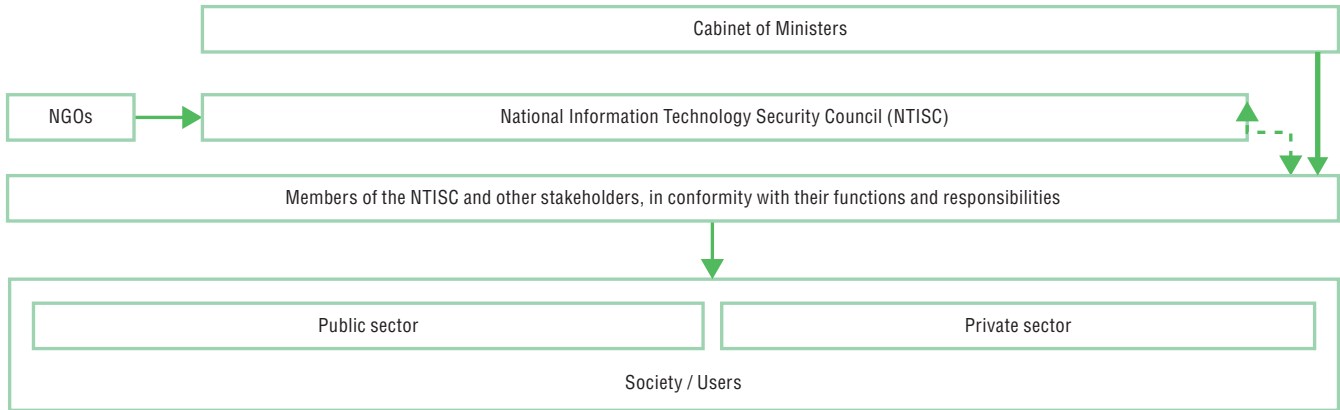 Cabinet of Ministers
NGOs
National Information Technology Security Council (NTISC)
Members of the NTISC and other stakeholders, in conformity with their functions and responsibilities
Public sector
Private sector
Society / Users